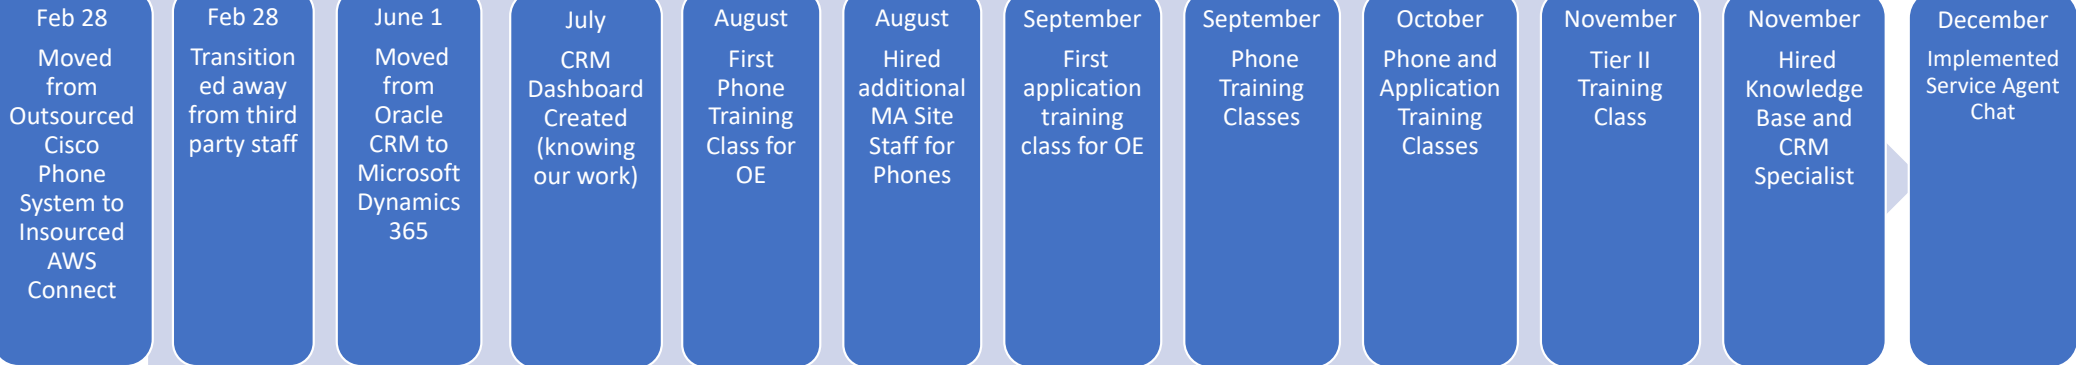 Feb 28
Moved
from
Outsourced
Cisco
Phone
System to
Insourced
AWS
Connect
Feb 28
Transition
ed away
from third
party staff
June 1
Moved
from
Oracle
CRM to
Microsoft
Dynamics
365
July
CRM
Dashboard
Created
(knowing
our work)
August
First
Phone
Training
Class for
OE
August
Hired
additional
MA Site
Staff for
Phones
September
First
application
training
class for OE
September
Phone
Training
Classes
October
Phone and
Application
Training
Classes
November
Tier II
Training
Class
November
Hired
Knowledge
Base and
CRM
Specialist
December
Implemented
Service Agent
Chat